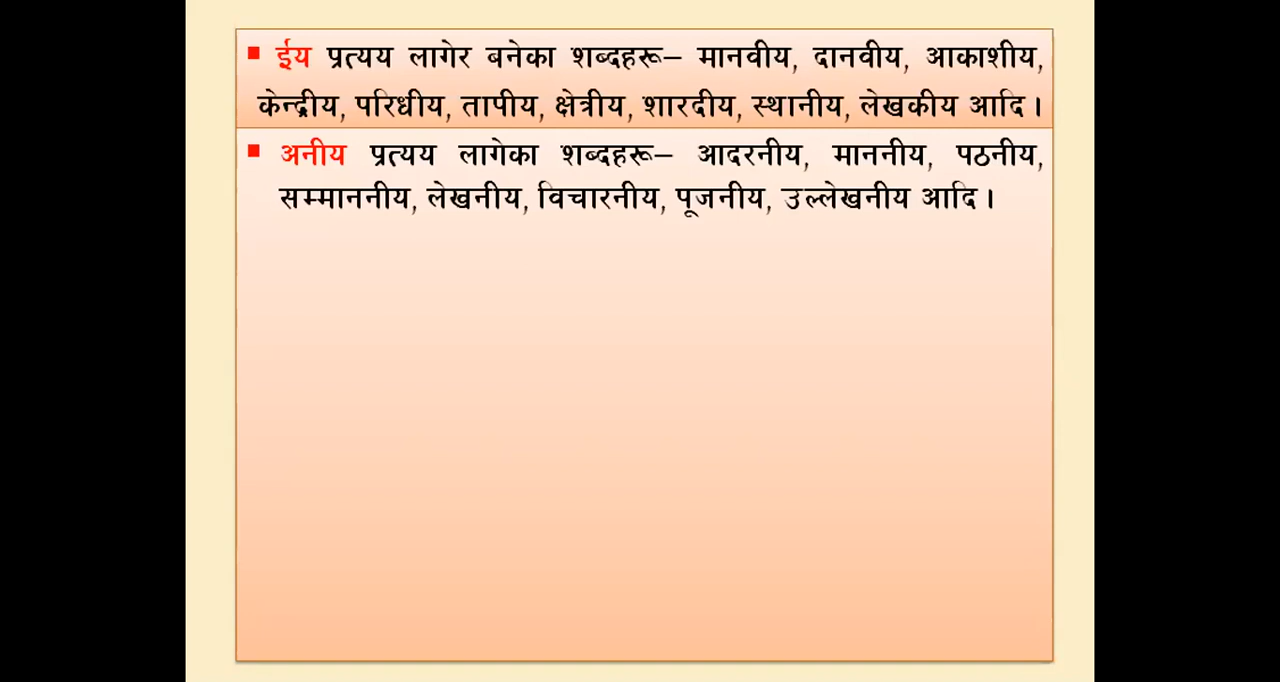 ▪ ईय प्रत्यय लागेर बनेका शब्दहरू– मानवीय, दानवीय, आकाशीय,
केन्द्रीय, परिधीय, तापीय, क्षेत्रीय, शारदीय, स्थानीय, लेखकीय आदि ।
▪ अनीय प्रत्यय लागेका शब्दहरू– आदरनीय, माननीय, पठनीय,
सम्माननीय, लेखनीय, विचारनीय, पूजनीय, उल्लेखनीय आदि ।